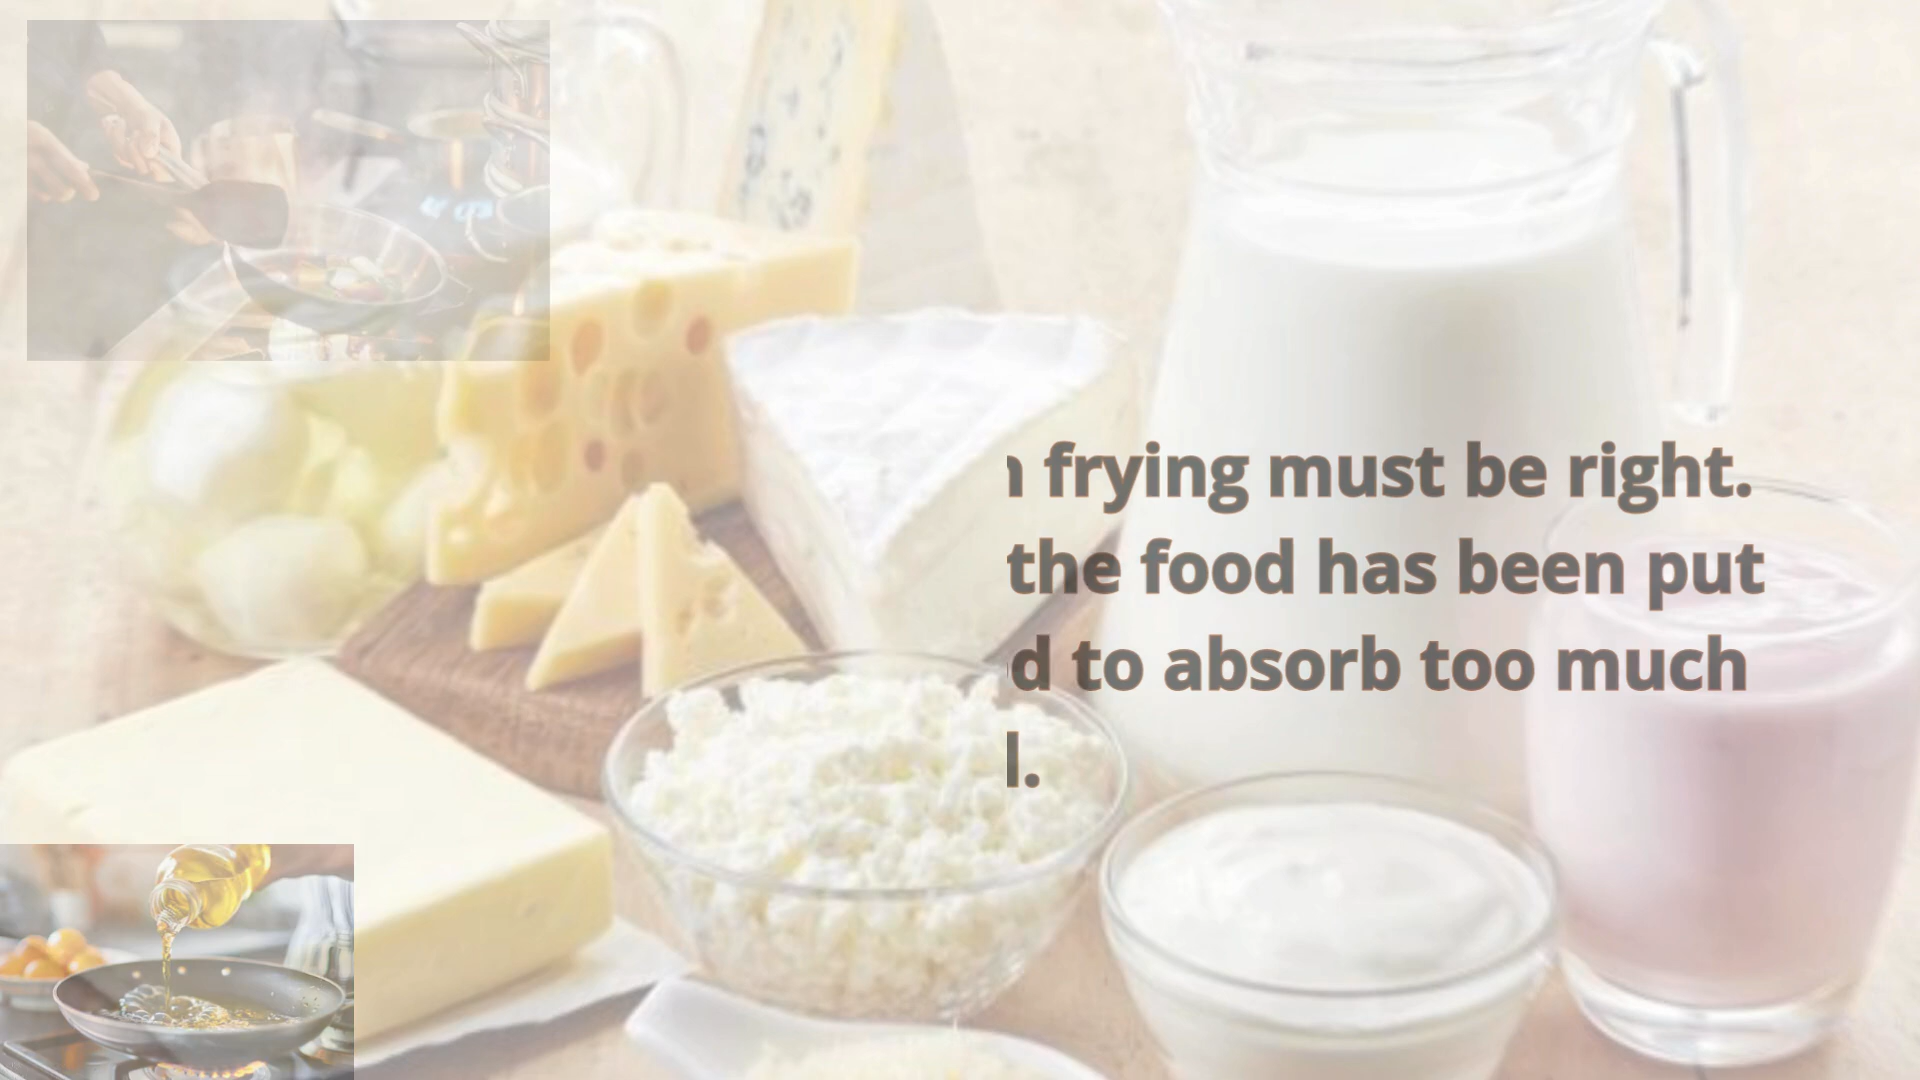 frying must be right.
the food has been put
to absorb too much